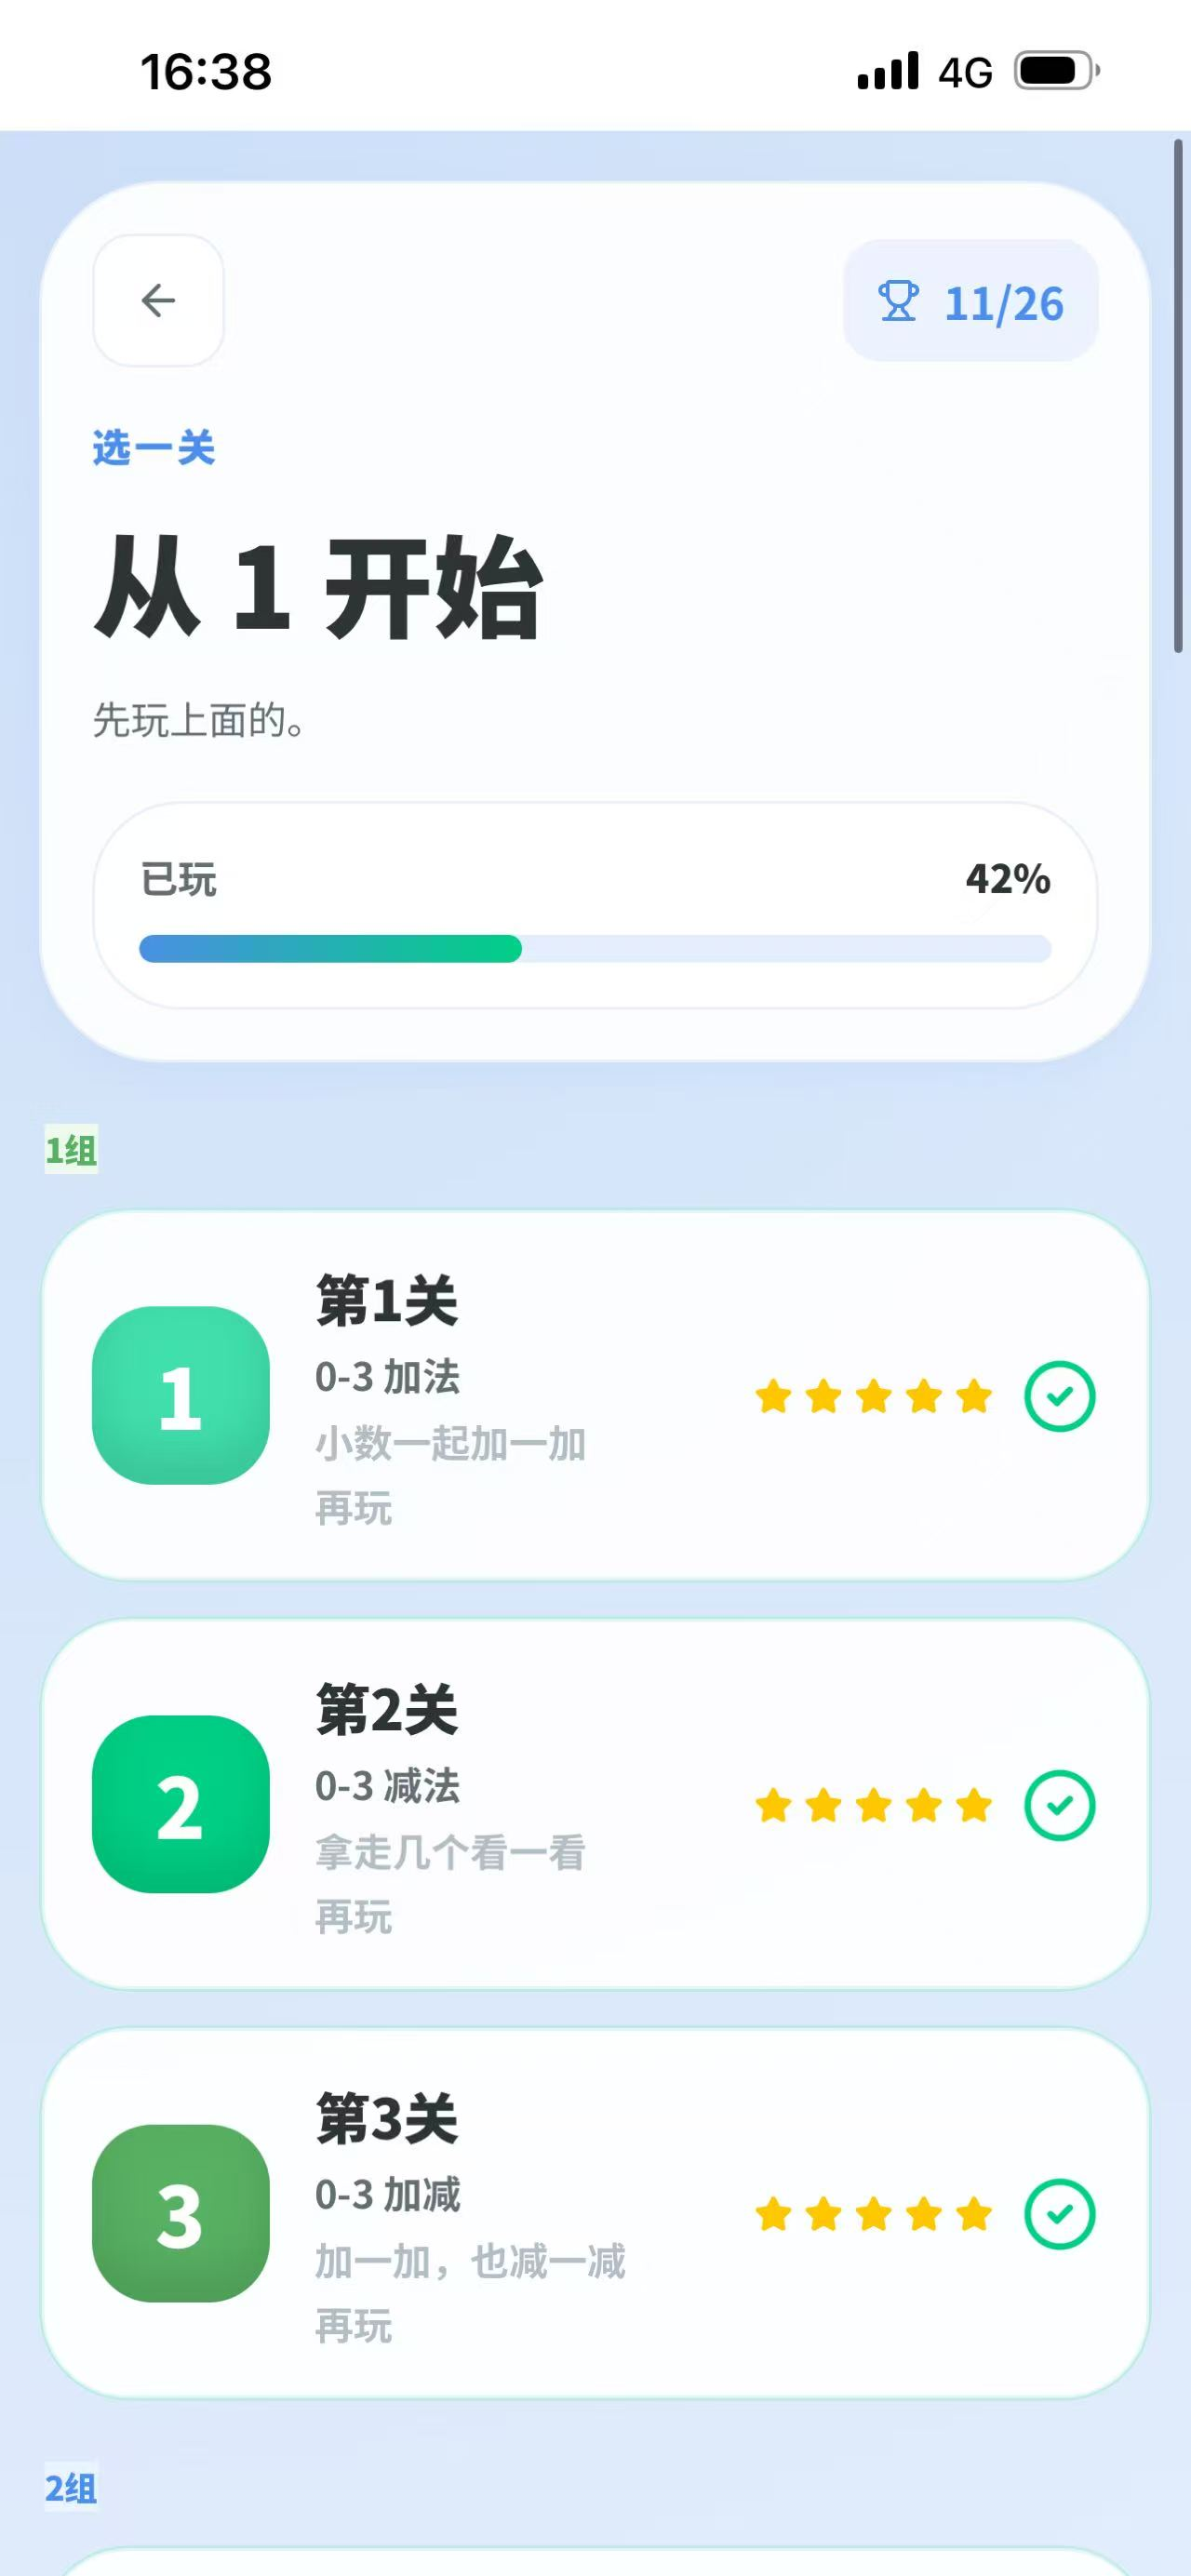 16:38
4G
11/26
选一关
从 1 开始
先玩上面的。
已玩
42%
1组
1
第1关
0-3 加法
小数一起加一加
再玩
2
第2关
0-3 减法
拿走几个看一看
再玩
3
第3关
0-3 加减
加一加，也减一减
再玩
2组